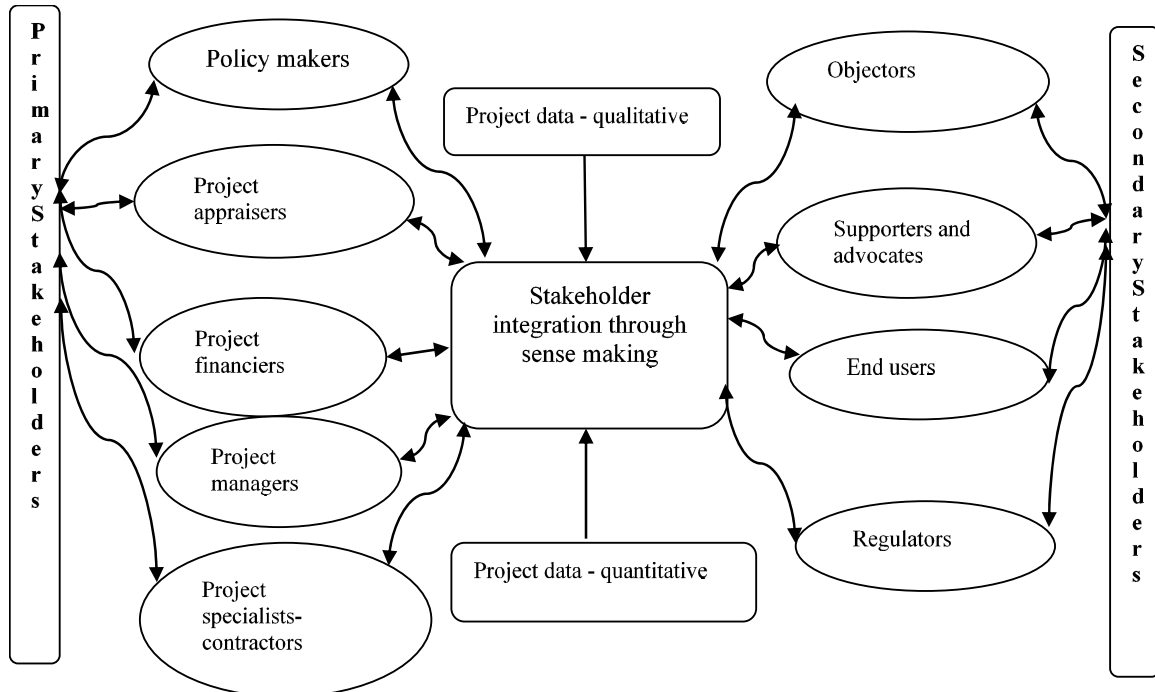 Primary Stakeholders
Policy makers
Project
appraisers
Project
financiers
Project
managers
Project
specialists-
contractors
Project data - qualitative
Stakeholder
integration through
sense making
Project data - quantitative
Objectors
Supporters and
advocates
End users
Regulators
Secondary Stakeholders